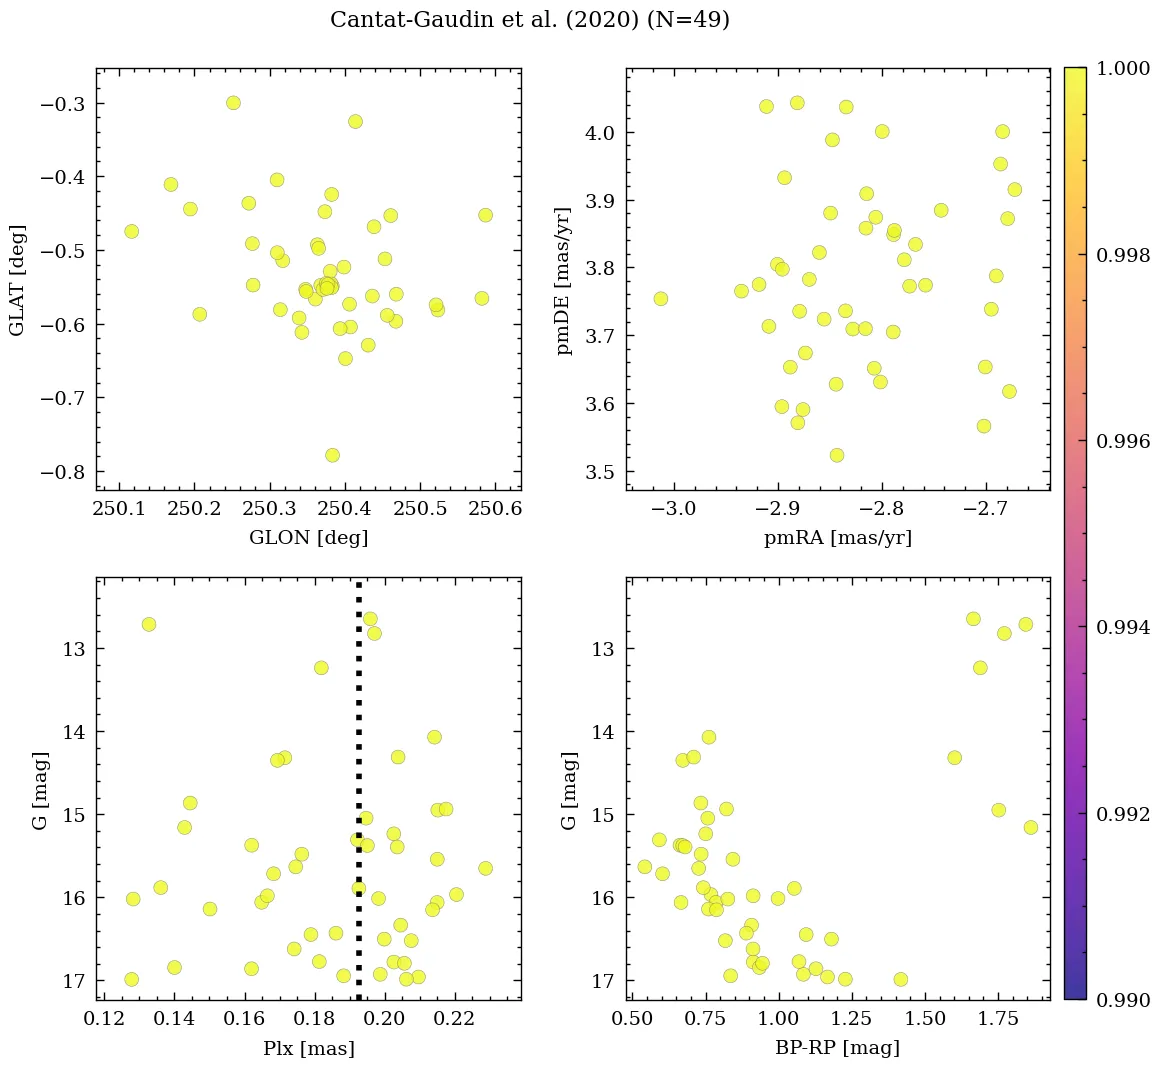 Cantat-Gaudin et al. (2020) (N=49)
GLAT [deg]
−0.3
−0.4
−0.5
−0.6
−0.7
−0.8
250.1 250.2 250.3 250.4 250.5 250.6
GLON [deg]
pmDE [mas/yr]
4.0
3.9
3.8
3.7
3.6
3.5
−3.0 −2.9 −2.8 −2.7
pmRA [mas/yr]
G [mag]
13
14
15
16
17
0.12 0.14 0.16 0.18 0.20 0.22
Plx [mas]
G [mag]
13
14
15
16
17
0.50 0.75 1.00 1.25 1.50 1.75
BP-RP [mag]
1.000
0.998
0.996
0.994
0.992
0.990